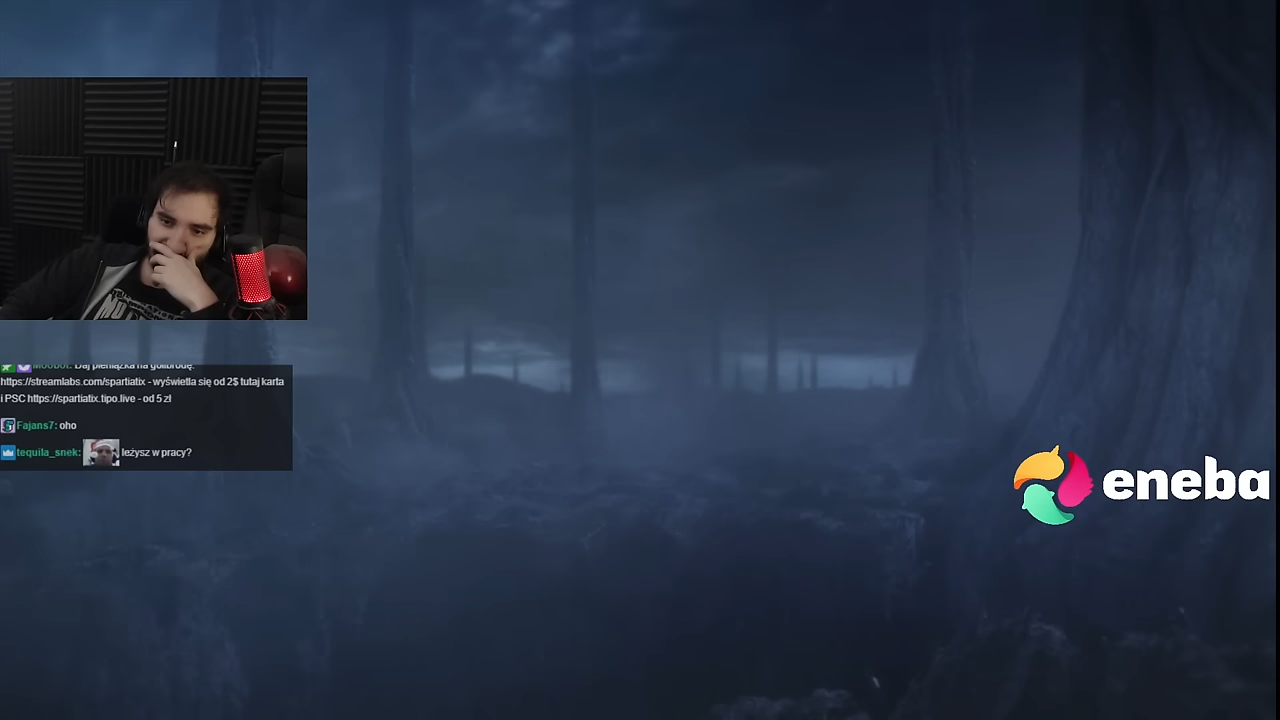 Moobot: Daj pieniążka na golibrodę:
https://streamlabs.com/spartiatix - wyświetla się od 2$ tutaj karta
i PSC https://spartiatix.tipo.live - od 5 zł
Fajans7: oho
tequila_snek: leżysz w pracy?
eneba